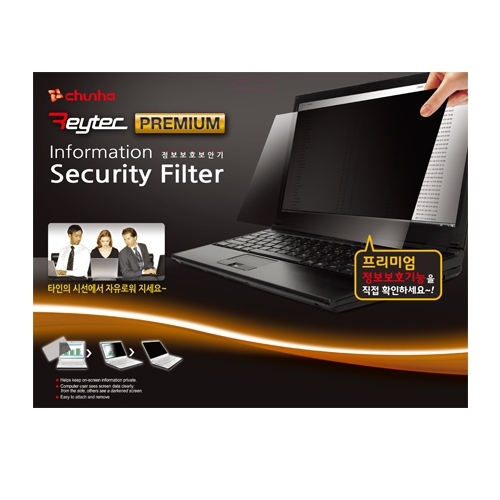 chunho
Reytec PREMIUM
Information 정보보호보안기
Security Filter
타인의 시선에서 자유로워 지세요~
프리미엄
정보보호기능을
직접 확인하세요~!
Helps keep on-screen information private.
Computer user sees screen data clearly,
from the side, others see a darkened screen.
Easy to attach and remove